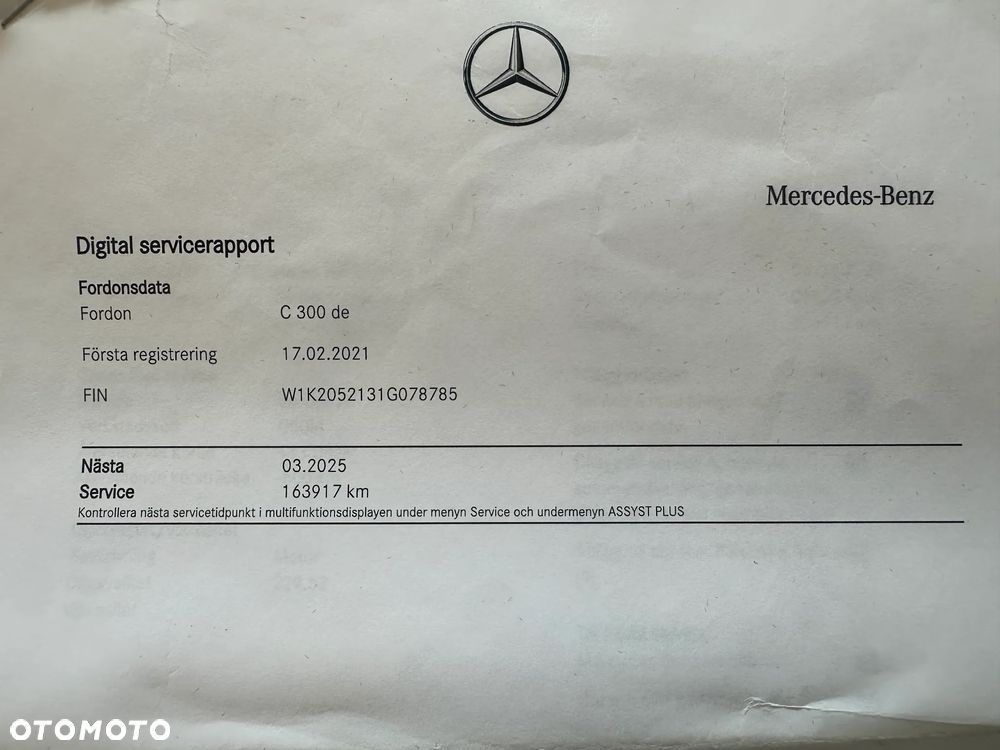 Mercedes-Benz
Digital servicerapport
Fordonsdata
Fordon C 300 de
Första registrering 17.02.2021
FIN W1K2052131G078785
Nästa 03.2025
Service 163917 km
Kontrollera nästa servicetidpunkt i multifunktionsdisplayen under menyn Service och undermenyn ASSYST PLUS
OTOMOTO